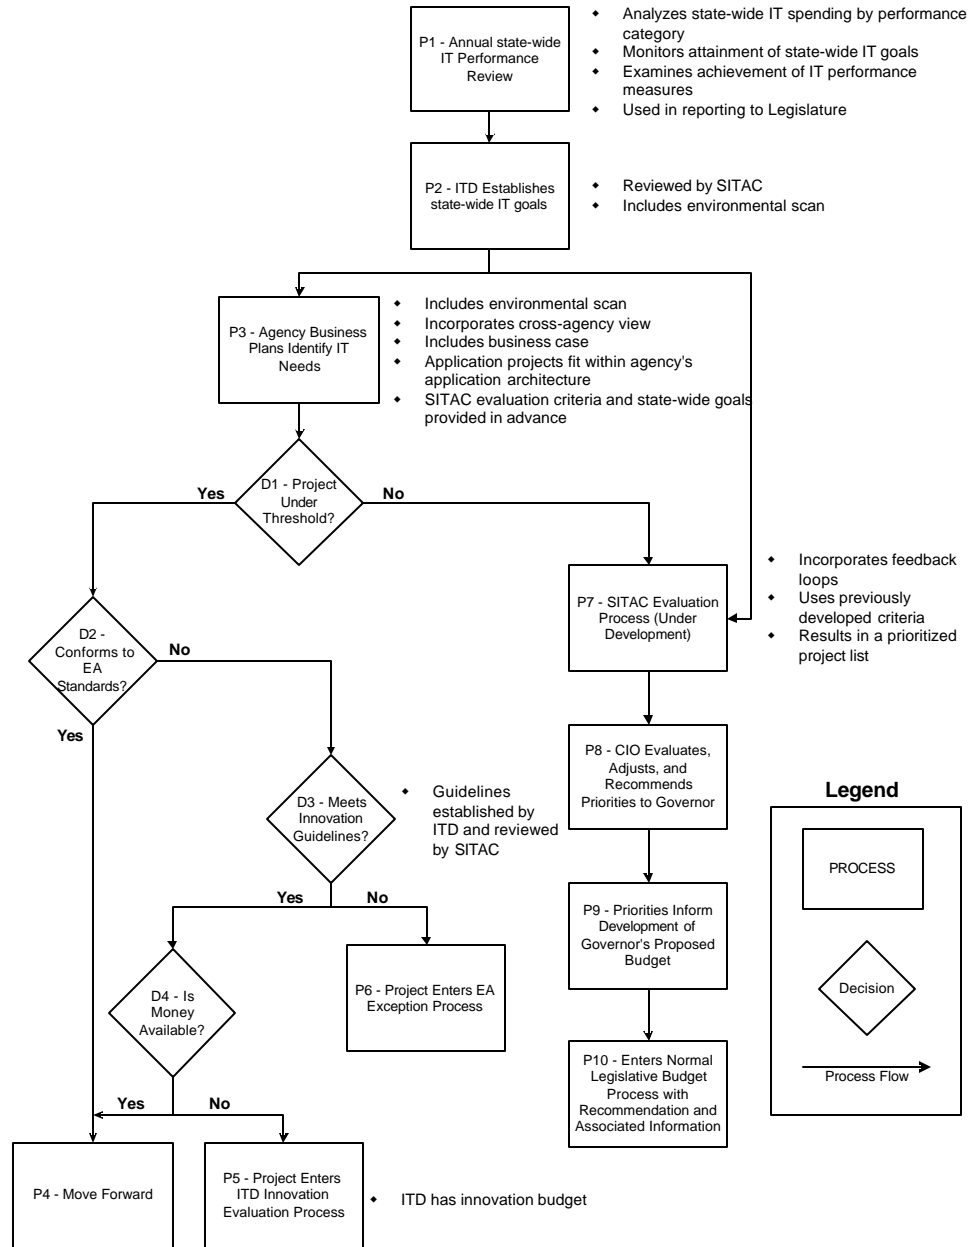 P1 - Annual state-wide
IT Performance
Review
Analyzes state-wide IT spending by performance
category
Monitors attainment of state-wide IT goals
Examines achievement of IT performance
measures
Used in reporting to Legislature
P2 - ITD Establishes
state-wide IT goals
Reviewed by SITAC
Includes environmental scan
P3 - Agency Business
Plans Identify IT
Needs
Includes environmental scan
Incorporates cross-agency view
Includes business case
Application projects fit within agency's
application architecture
SITAC evaluation criteria and state-wide goals
provided in advance
D1 - Project
Under
Threshold?
Yes
No
P7 - SITAC Evaluation
Process (Under
Development)
Incorporates feedback
loops
Uses previously
developed criteria
Results in a prioritized
project list
D2 -
Conforms to
EA
Standards?
No
Yes
P8 - CIO Evaluates,
Adjusts, and
Recommends
Priorities to Governor
D3 - Meets
Innovation
Guidelines?
Guidelines
established by
ITD and reviewed
by SITAC
Yes
No
P9 - Priorities Inform
Development of
Governor's Proposed
Budget
D4 - Is
Money
Available?
P6 - Project Enters EA
Exception Process
P10 - Enters Normal
Legislative Budget
Process with
Recommendation and
Associated Information
Yes
No
P4 - Move Forward
P5 - Project Enters
ITD Innovation
Evaluation Process
ITD has innovation budget
Legend
PROCESS
Decision
Process Flow